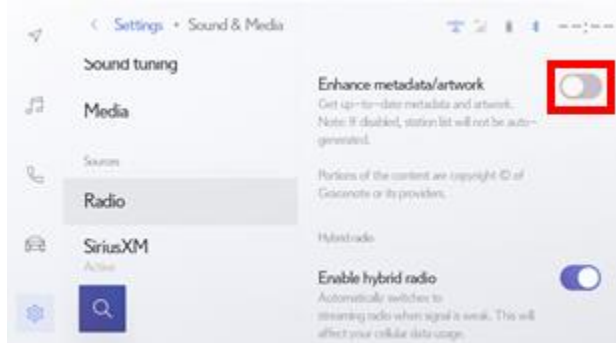 < Settings • Sound & Media
--:--
Sound tuning
Media
Sources
Radio
SiriusXM
Active
Enhance metadata/artwork
Get up-to-date metadata and artwork.
Note: If disabled, station list will not be auto-
generated.
Portions of the content are copyright © of
Gracenote or its providers.
Hybrid radio
Enable hybrid radio
Automatically switches to
streaming radio when signal is weak. This will
affect your cellular data usage.